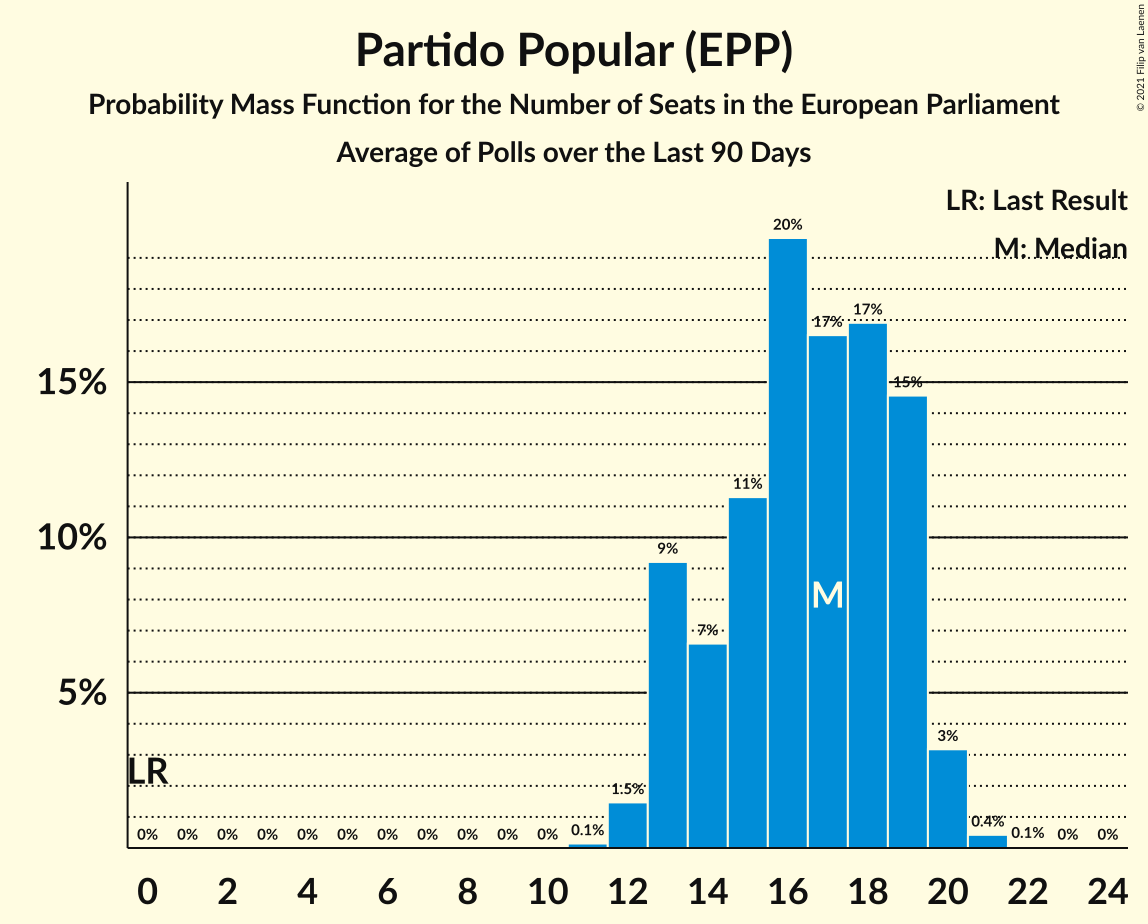 Partido Popular (EPP)
Probability Mass Function for the Number of Seats in the European Parliament
Average of Polls over the Last 90 Days
© 2021 Filip van Laenen
LR: Last Result
M: Median
20%
17%
17%
15%
15%
11%
10%
9%
M
7%
5%
3%
LR
1.5%
0% 0% 0% 0% 0% 0% 0% 0% 0% 0% 0% 0.1% 0.4% 0.1% 0% 0%
0 2 4 6 8 10 12 14 16 18 20 22 24